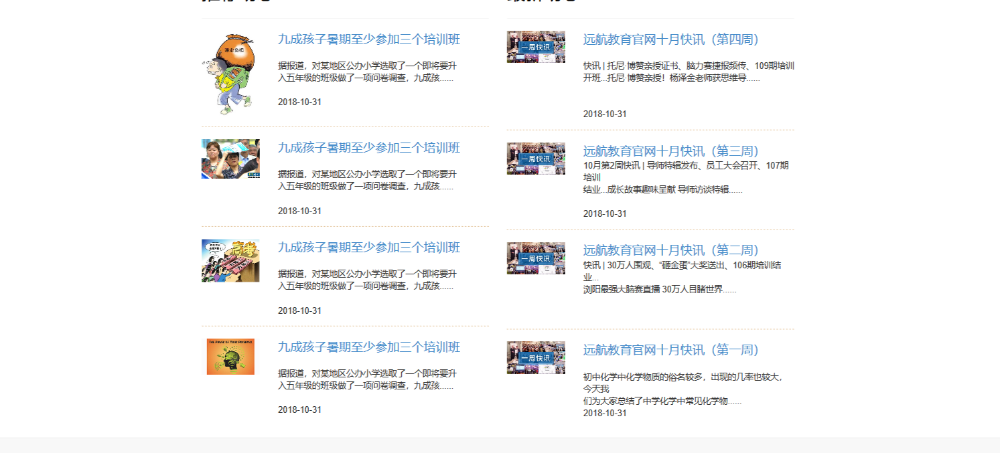 九成孩子暑期至少参加三个培训班
据报道，对某地区公办小学选取了一个即将要升
入五年级的班级做了一项问卷调查，九成孩......
2018-10-31
九成孩子暑期至少参加三个培训班
据报道，对某地区公办小学选取了一个即将要升
入五年级的班级做了一项问卷调查，九成孩......
2018-10-31
九成孩子暑期至少参加三个培训班
据报道，对某地区公办小学选取了一个即将要升
入五年级的班级做了一项问卷调查，九成孩......
2018-10-31
九成孩子暑期至少参加三个培训班
据报道，对某地区公办小学选取了一个即将要升
入五年级的班级做了一项问卷调查，九成孩......
2018-10-31
课业负担
高考
THE POWER OF YOUR POTENTIAL
远航教育官网十月快讯（第四周）
快讯 | 托尼·博赞亲授证书、脑力赛捷报频传、109期培训
开班...托尼·博赞亲授！杨泽金老师获思维导......
2018-10-31
一周快讯
远航教育官网十月快讯（第三周）
10月第2周快讯 | 导师特辑发布、员工大会召开、107期
培训
结业...成长故事趣味呈献 导师访谈特辑......
2018-10-31
一周快讯
远航教育官网十月快讯（第二周）
快讯 | 30万人围观、“砸金蛋”大奖送出、106期培训结
业...
浏阳最强大脑赛直播 30万人目睹世界......
一周快讯
远航教育官网十月快讯（第一周）
初中化学中化学物质的俗名较多，出现的几率也较大，
今天我
们为大家总结了中学化学中常见化学物......
2018-10-31
一周快讯